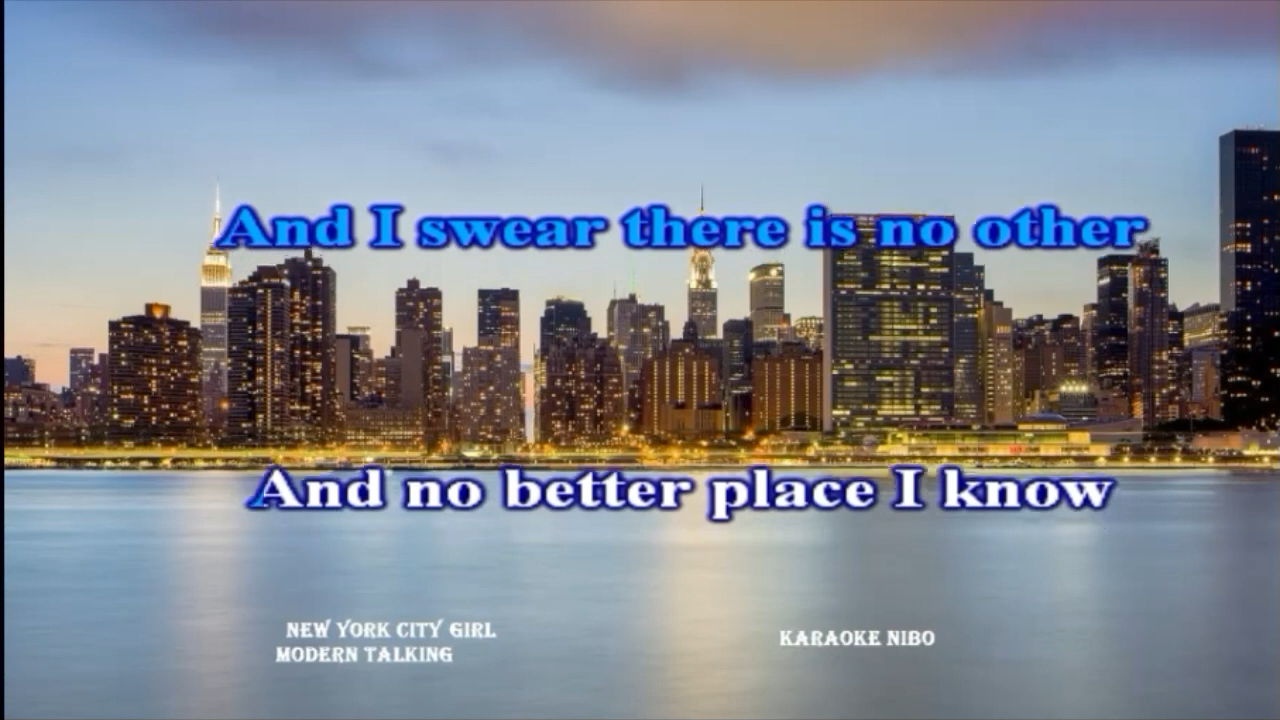 And I swear there is no other
And no better place I know
NEW YORK CITY GIRL
MODERN TALKING
KARAOKE NIBO